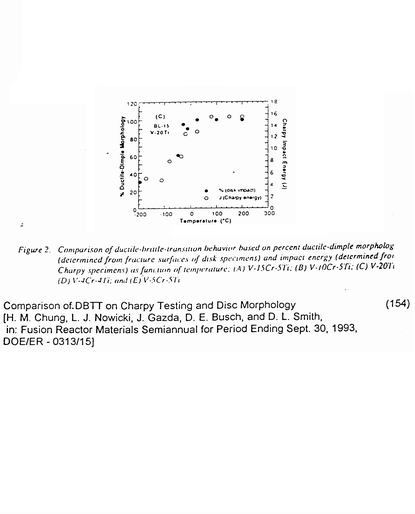 120
100
80
60
40
20
0
% Ductile-Dimple Morphology
(C)
BL-15
V-20Ti
% (disk impact)
J (Charpy energy)
18
16
14
12
10
8
6
4
2
0
Charpy Impact Energy (J)
-200 -100 0 100 200 300
Temperature (°C)
Figure 2. Comparison of ductile-brittle-transition behavior based on percent ductile-dimple morpholog
(determined from fracture surfaces of disk specimens) and impact energy (determined from
Charpy specimens) as function of temperature: (A) V-15Cr-5Ti; (B) V-10Cr-5Ti; (C) V-20Ti
(D) V-4Cr-4Ti; and (E) V-5Cr-5Ti
Comparison of.DBTT on Charpy Testing and Disc Morphology (154)
[H. M. Chung, L. J. Nowicki, J. Gazda, D. E. Busch, and D. L. Smith,
in: Fusion Reactor Materials Semiannual for Period Ending Sept. 30, 1993,
DOE/ER - 0313/15]